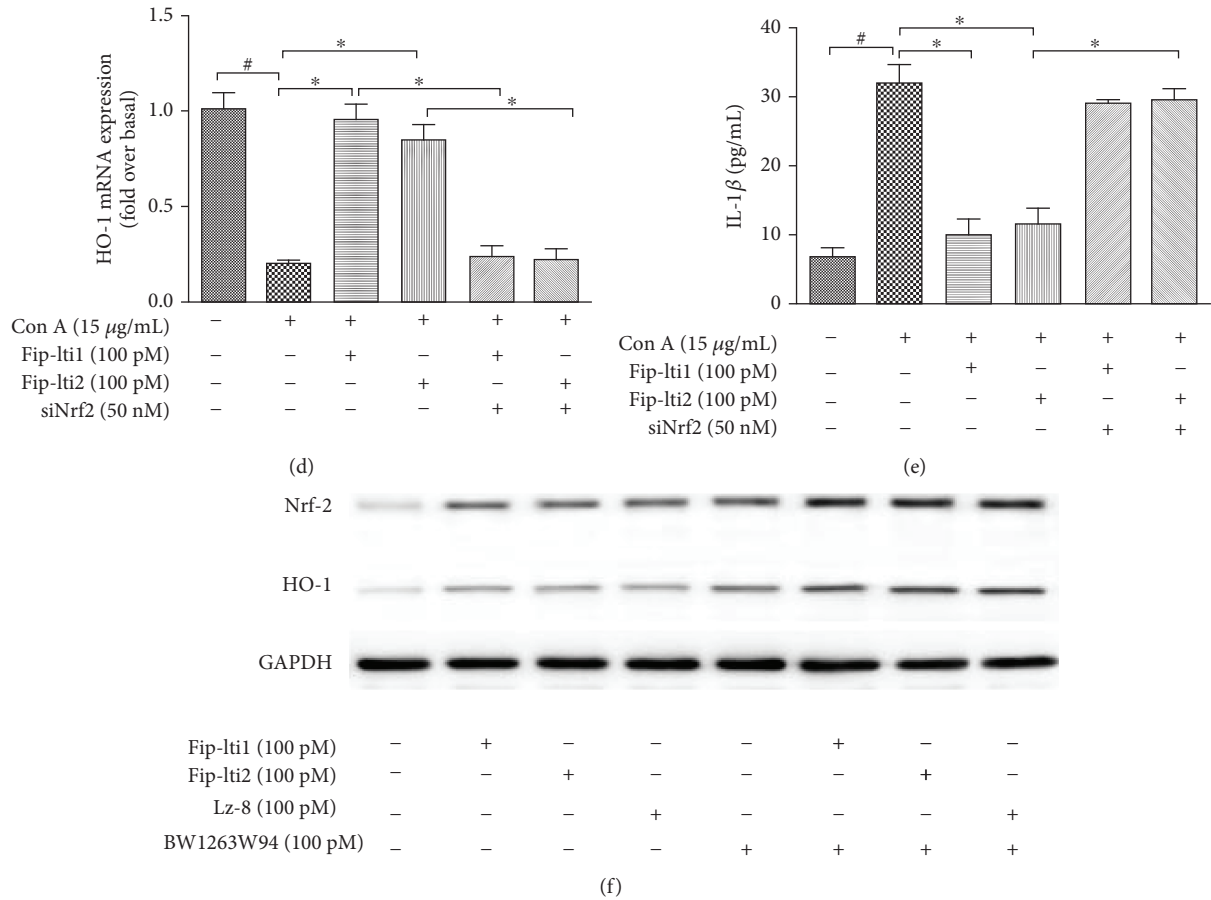 HO-1 mRNA expression
(fold over basal)
1.5
1.0
0.5
0.0
#
*
*
*
*
Con A (15 μg/mL) – + + + + +
Fip-lti1 (100 pM) – – + – + –
Fip-lti2 (100 pM) – – – + – +
siNrf2 (50 nM) – – – – + +
(d)
IL-1β (pg/mL)
40
30
20
10
0
#
*
*
*
Con A (15 μg/mL) – + + + + +
Fip-lti1 (100 pM) – – + – + –
Fip-lti2 (100 pM) – – – + – +
siNrf2 (50 nM) – – – – + +
(e)
Nrf-2
HO-1
GAPDH
Fip-lti1 (100 pM) – + – – – + – –
Fip-lti2 (100 pM) – – + – – – + –
Lz-8 (100 pM) – – – + – – – +
BW1263W94 (100 pM) – – – – + + + +
(f)